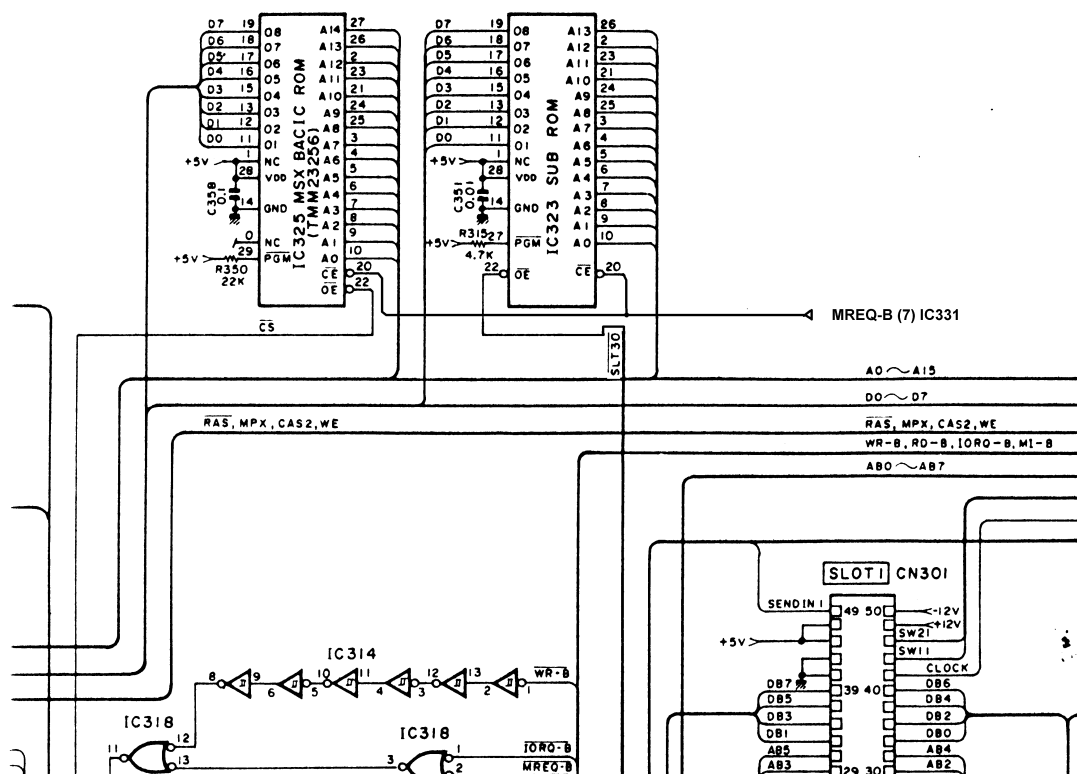 D7 19 O8 A14 27
D6 18 O7 A13 26
D5 17 O6 A12 2
D4 16 O5 A11 23
D3 15 O4 A10 21
D2 13 O3 A9 24
D1 12 O2 A8 25
D0 11 O1 A7 3
+5V 1 NC A6 4
28 VDD A5 5
A4 6
14 GND A3 7
A2 8
0 NC A1 9
+5V 29 PGM A0 10
CE 20
OE 22
C358
0.1
R350
22K
IC325 MSX BACIC ROM
(TMM23256)
D7 19 O8 A13 26
D6 18 O7 A12 2
D5 17 O6 A11 23
D4 16 O5 A10 21
D3 15 O4 A9 24
D2 13 O3 A8 25
D1 12 O2 A7 3
D0 11 O1 A6 4
+5V 1 NC A5 5
28 VDD A4 6
A3 7
14 GND A2 8
A1 9
+5V R315 27 PGM A0 10
4.7K
22 OE CE 20
C351
0.01
IC323 SUB ROM
MREQ-B (7) IC331
CS
SLT30
A0～A15
D0～D7
RAS, MPX, CAS2, WE
RAS, MPX, CAS2, WE
WR-B, RD-B, IORQ-B, MI-B
AB0～AB7
SLOT1 CN301
SENDIN 1 49 50 -12V
+12V
+5V SW21
SW11
CLOCK
DB7 39 40 DB6
DB5 DB4
DB3 DB2
DB1 DB0
AB5 AB4
AB3 29 30 AB2
IC314
8 9 6 5 10 11 4 3 12 13 2 1 WR-B
IC318
11 12
13
IC318
3 1 IORQ-B
2 MREQ-B